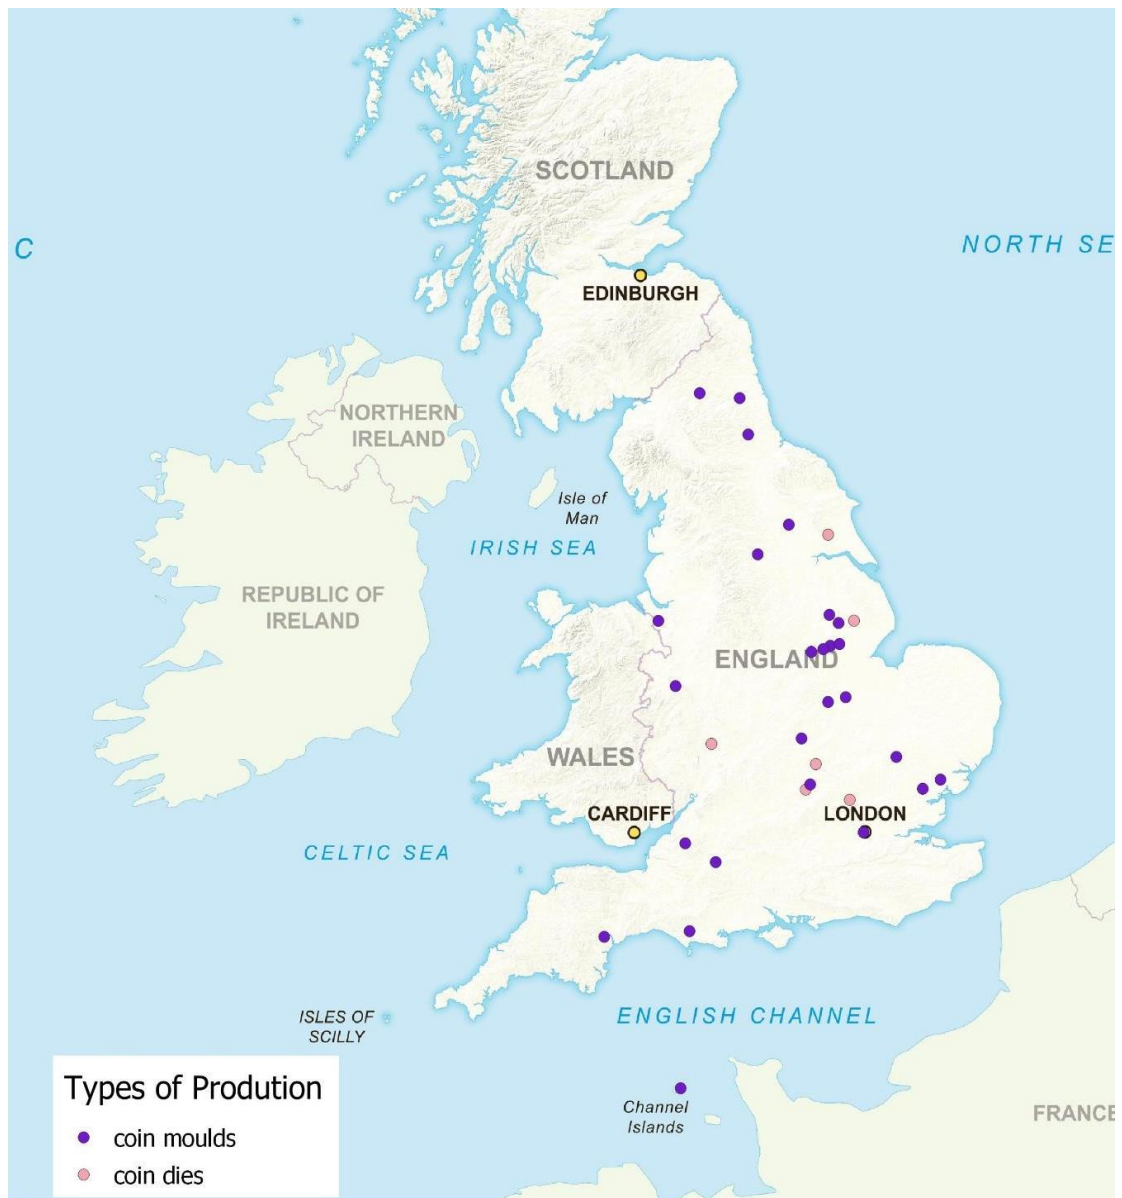 SCOTLAND
C
NORTH SE
EDINBURGH
NORTHERN
IRELAND
Isle of
Man
IRISH SEA
REPUBLIC OF
IRELAND
ENGLAND
WALES
CARDIFF
LONDON
CELTIC SEA
ISLES OF
SCILLY
ENGLISH CHANNEL
Channel
Islands
FRANCE
Types of Prodution
coin moulds
coin dies